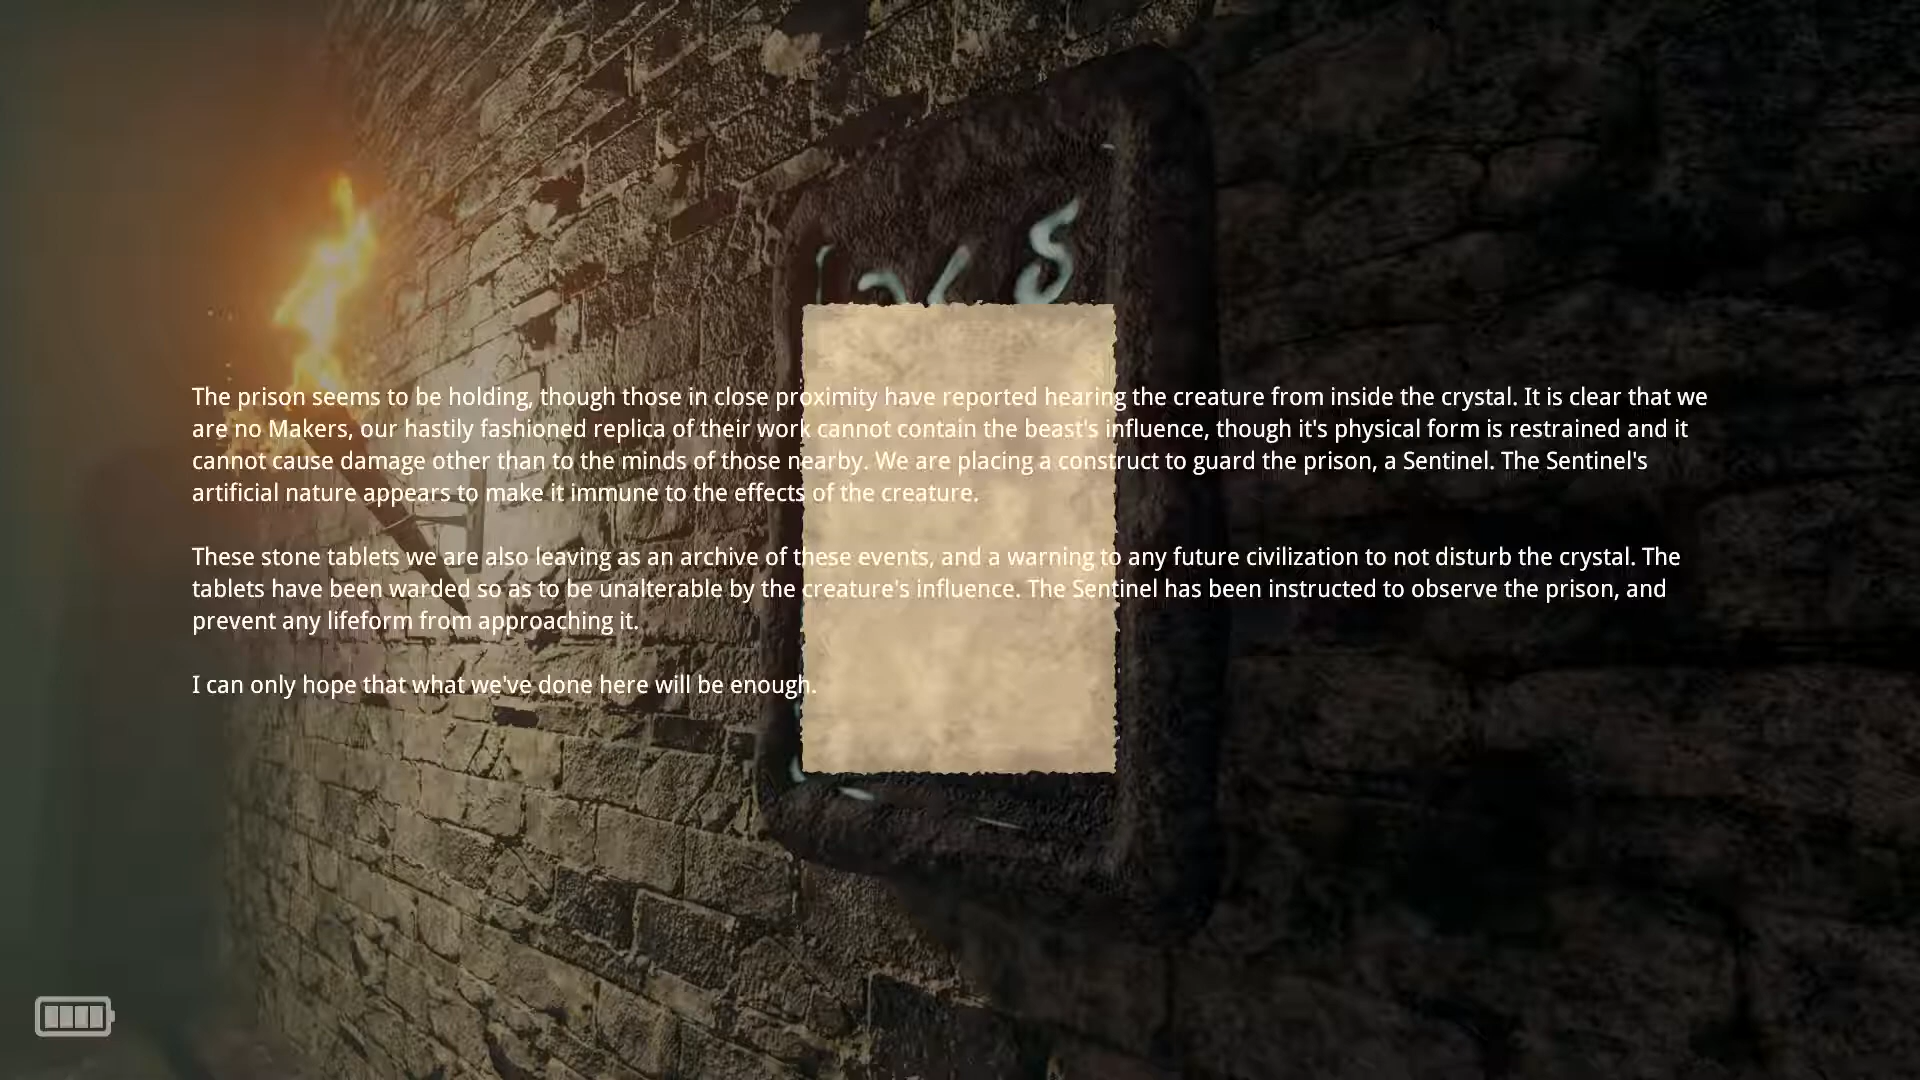 The prison seems to be holding, though those in close proximity have reported hearing the creature from inside the crystal. It is clear that we
are no Makers, our hastily fashioned replica of their work cannot contain the beast's influence, though it's physical form is restrained and it
cannot cause damage other than to the minds of those nearby. We are placing a construct to guard the prison, a Sentinel. The Sentinel's
artificial nature appears to make it immune to the effects of the creature.
These stone tablets we are also leaving as an archive of these events, and a warning to any future civilization to not disturb the crystal. The
tablets have been warded so as to be unalterable by the creature's influence. The Sentinel has been instructed to observe the prison, and
prevent any lifeform from approaching it.
I can only hope that what we've done here will be enough.